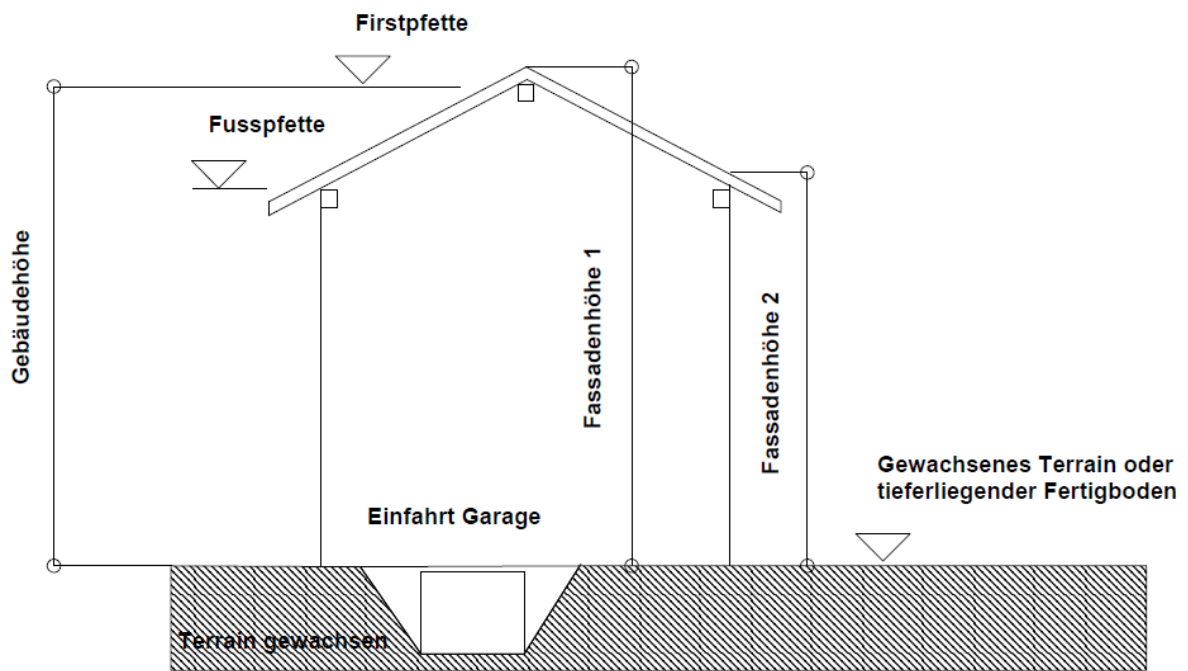 Firstpfette
Fusspfette
Gebäudehöhe
Fassadenhöhe 1
Fassadenhöhe 2
Gewachsenes Terrain oder
tieferliegender Fertigboden
Einfahrt Garage
Terrain gewachsen